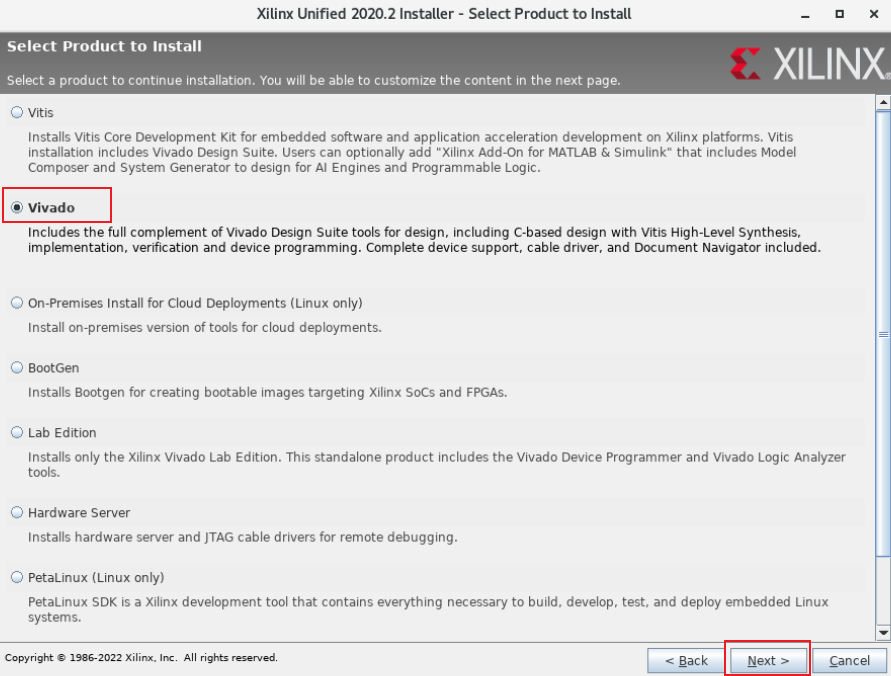 Xilinx Unified 2020.2 Installer - Select Product to Install
Select Product to Install
Select a product to continue installation. You will be able to customize the content in the next page.
XILINX®
Vitis
Installs Vitis Core Development Kit for embedded software and application acceleration development on Xilinx platforms. Vitis
installation includes Vivado Design Suite. Users can optionally add "Xilinx Add-On for MATLAB & Simulink" that includes Model
Composer and System Generator to design for AI Engines and Programmable Logic.
Vivado
Includes the full complement of Vivado Design Suite tools for design, including C-based design with Vitis High-Level Synthesis,
implementation, verification and device programming. Complete device support, cable driver, and Document Navigator included.
On-Premises Install for Cloud Deployments (Linux only)
Install on-premises version of tools for cloud deployments.
BootGen
Installs Bootgen for creating bootable images targeting Xilinx SoCs and FPGAs.
Lab Edition
Installs only the Xilinx Vivado Lab Edition. This standalone product includes the Vivado Device Programmer and Vivado Logic Analyzer
tools.
Hardware Server
Installs hardware server and JTAG cable drivers for remote debugging.
PetaLinux (Linux only)
PetaLinux SDK is a Xilinx development tool that contains everything necessary to build, develop, test, and deploy embedded Linux
systems.
Copyright © 1986-2022 Xilinx, Inc. All rights reserved.
< Back
Next >
Cancel